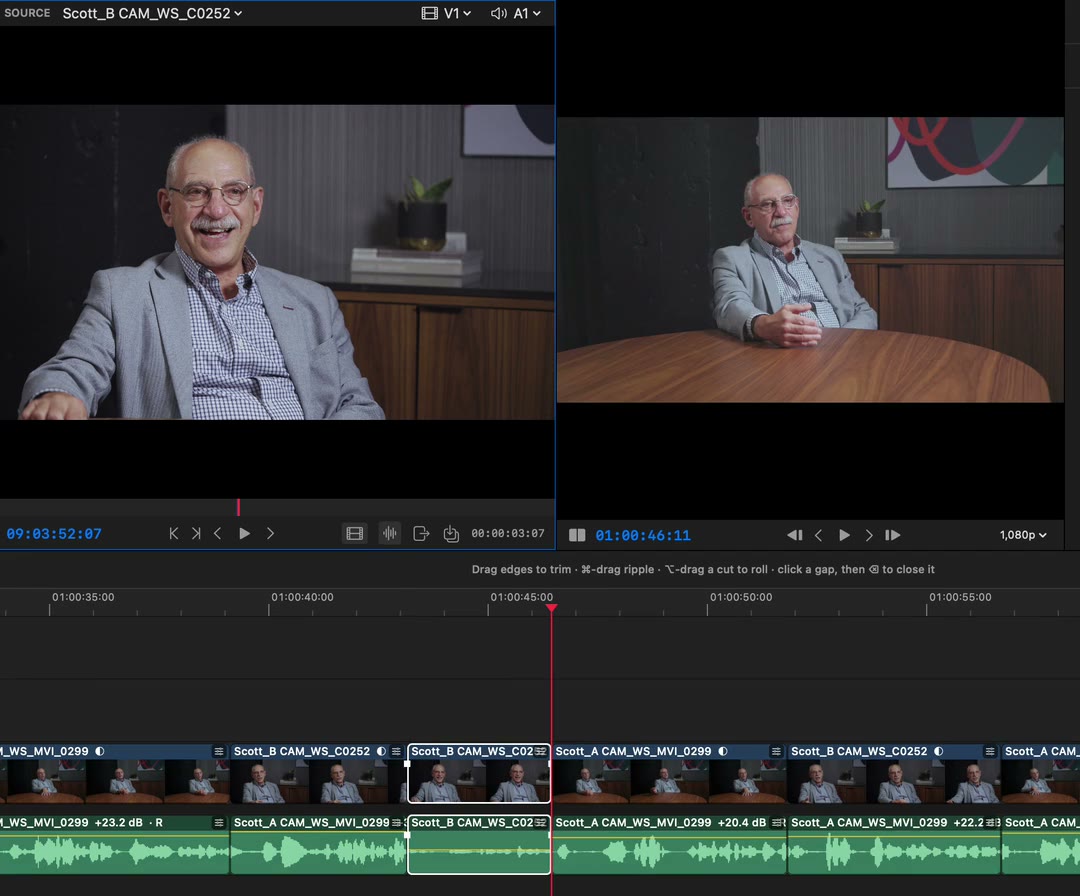 SOURCE Scott_B CAM_WS_C0252 V1 A1
09:03:52:07 00:00:03:07
01:00:46:11 1,080p
Drag edges to trim · ⌘-drag ripple · ⌥-drag a cut to roll · click a gap, then ⌫ to close it
01:00:35:00 01:00:40:00 01:00:45:00 01:00:50:00 01:00:55:00
_WS_MVI_0299 Scott_B CAM_WS_C0252 Scott_B CAM_WS_C02 Scott_A CAM_WS_MVI_0299 Scott_B CAM_WS_C0252 Scott_A CAM_
_WS_MVI_0299 +23.2 dB · R Scott_A CAM_WS_MVI_0299 Scott_B CAM_WS_C02 Scott_A CAM_WS_MVI_0299 +20.4 dB Scott_A CAM_WS_MVI_0299 +22.2 Scott_A CAM_